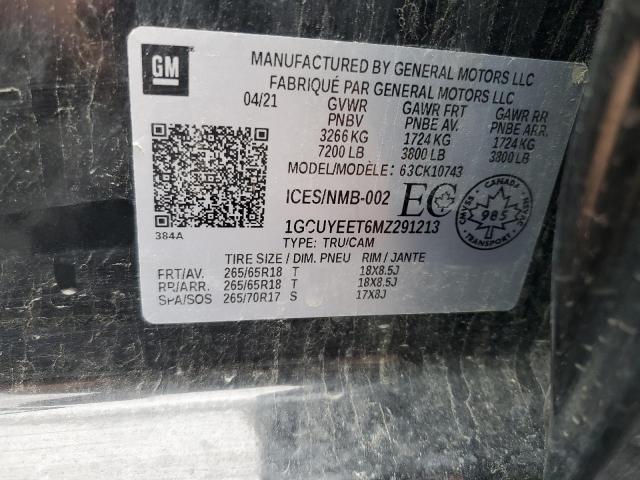 GM
MANUFACTURED BY GENERAL MOTORS LLC
FABRIQUÉ PAR GENERAL MOTORS LLC
04/21 GVWR GAWR FRT GAWR RR
PNBV PNBE AV. PNBE ARR.
3266 KG 1724 KG 1724 KG
7200 LB 3800 LB 3800 LB
MODEL/MODÈLE: 63CK10743
ICES/NMB-002 EC
CMVSS NSVAC
985
CANADA
384A
1GCUYEET6MZ291213
TYPE: TRU/CAM
TIRE SIZE / DIM. PNEU RIM / JANTE
FRT/AV. 265/65R18 T 18X8.5J
RR/ARR. 265/65R18 T 18X8.5J
SPA/SOS 265/70R17 S 17X8J